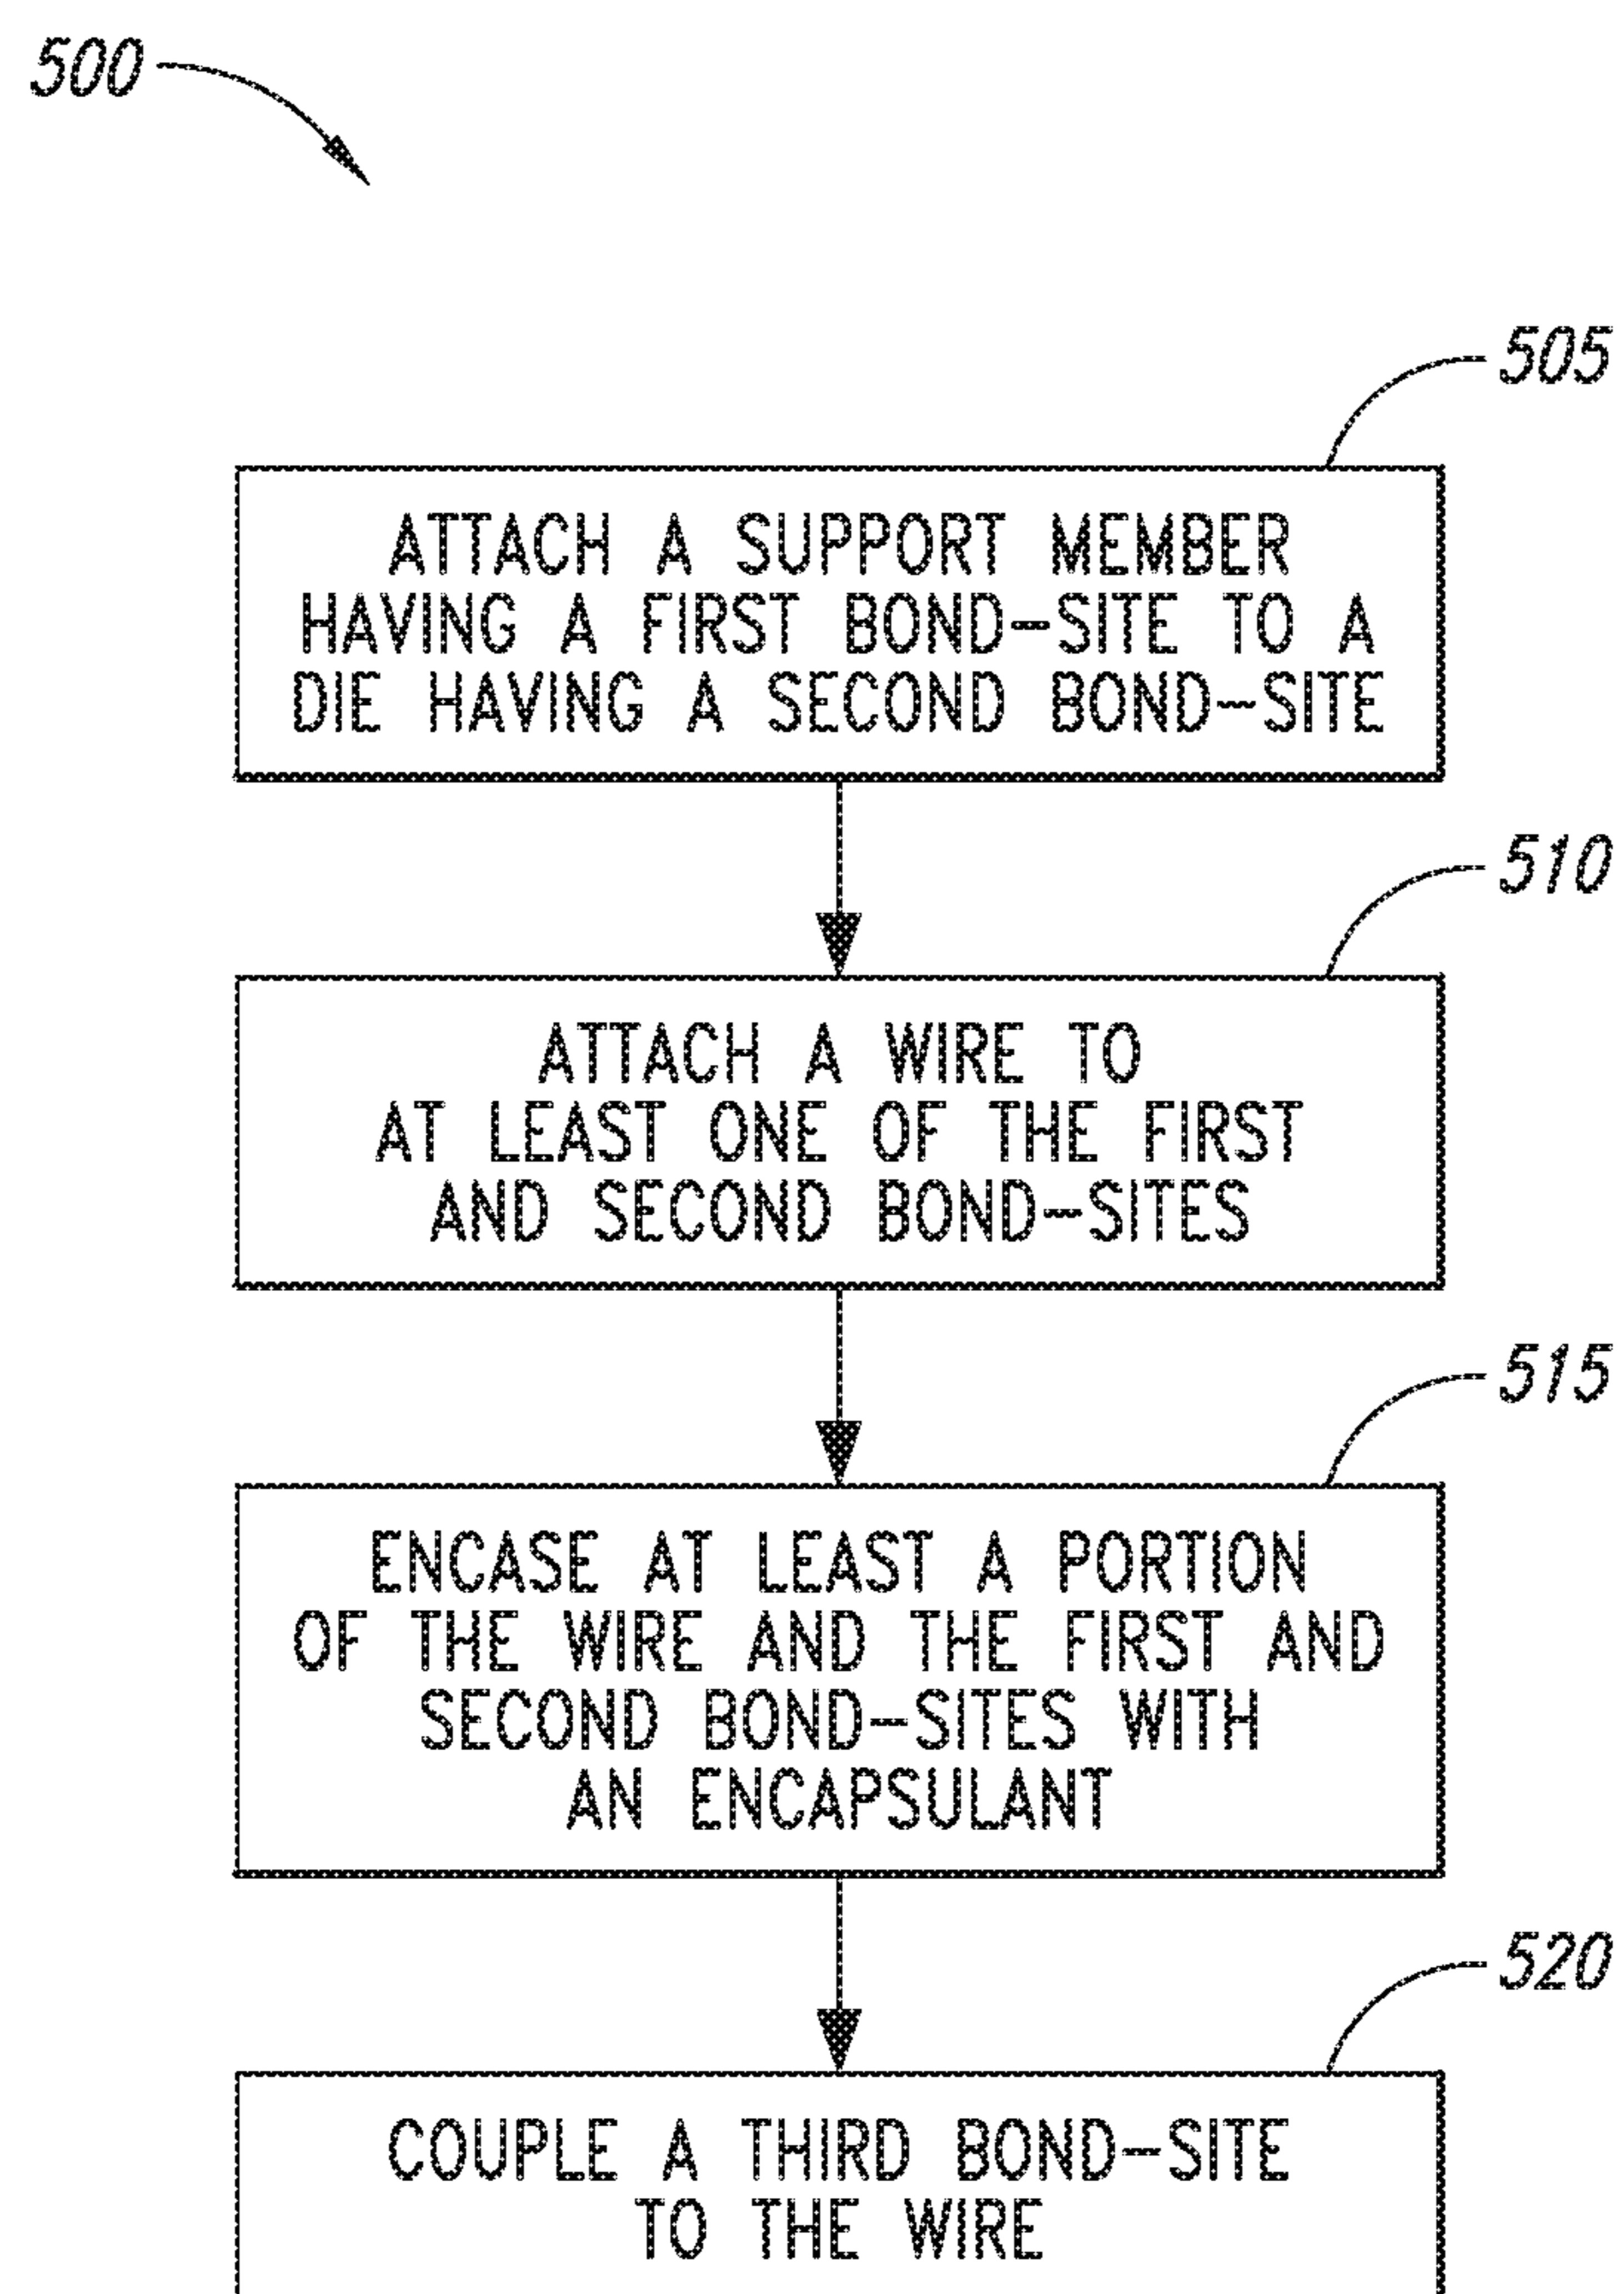 500
505
ATTACH A SUPPORT MEMBER
HAVING A FIRST BOND-SITE TO A
DIE HAVING A SECOND BOND-SITE
510
ATTACH A WIRE TO
AT LEAST ONE OF THE FIRST
AND SECOND BOND-SITES
515
ENCASE AT LEAST A PORTION
OF THE WIRE AND THE FIRST AND
SECOND BOND-SITES WITH
AN ENCAPSULANT
520
COUPLE A THIRD BOND-SITE
TO THE WIRE